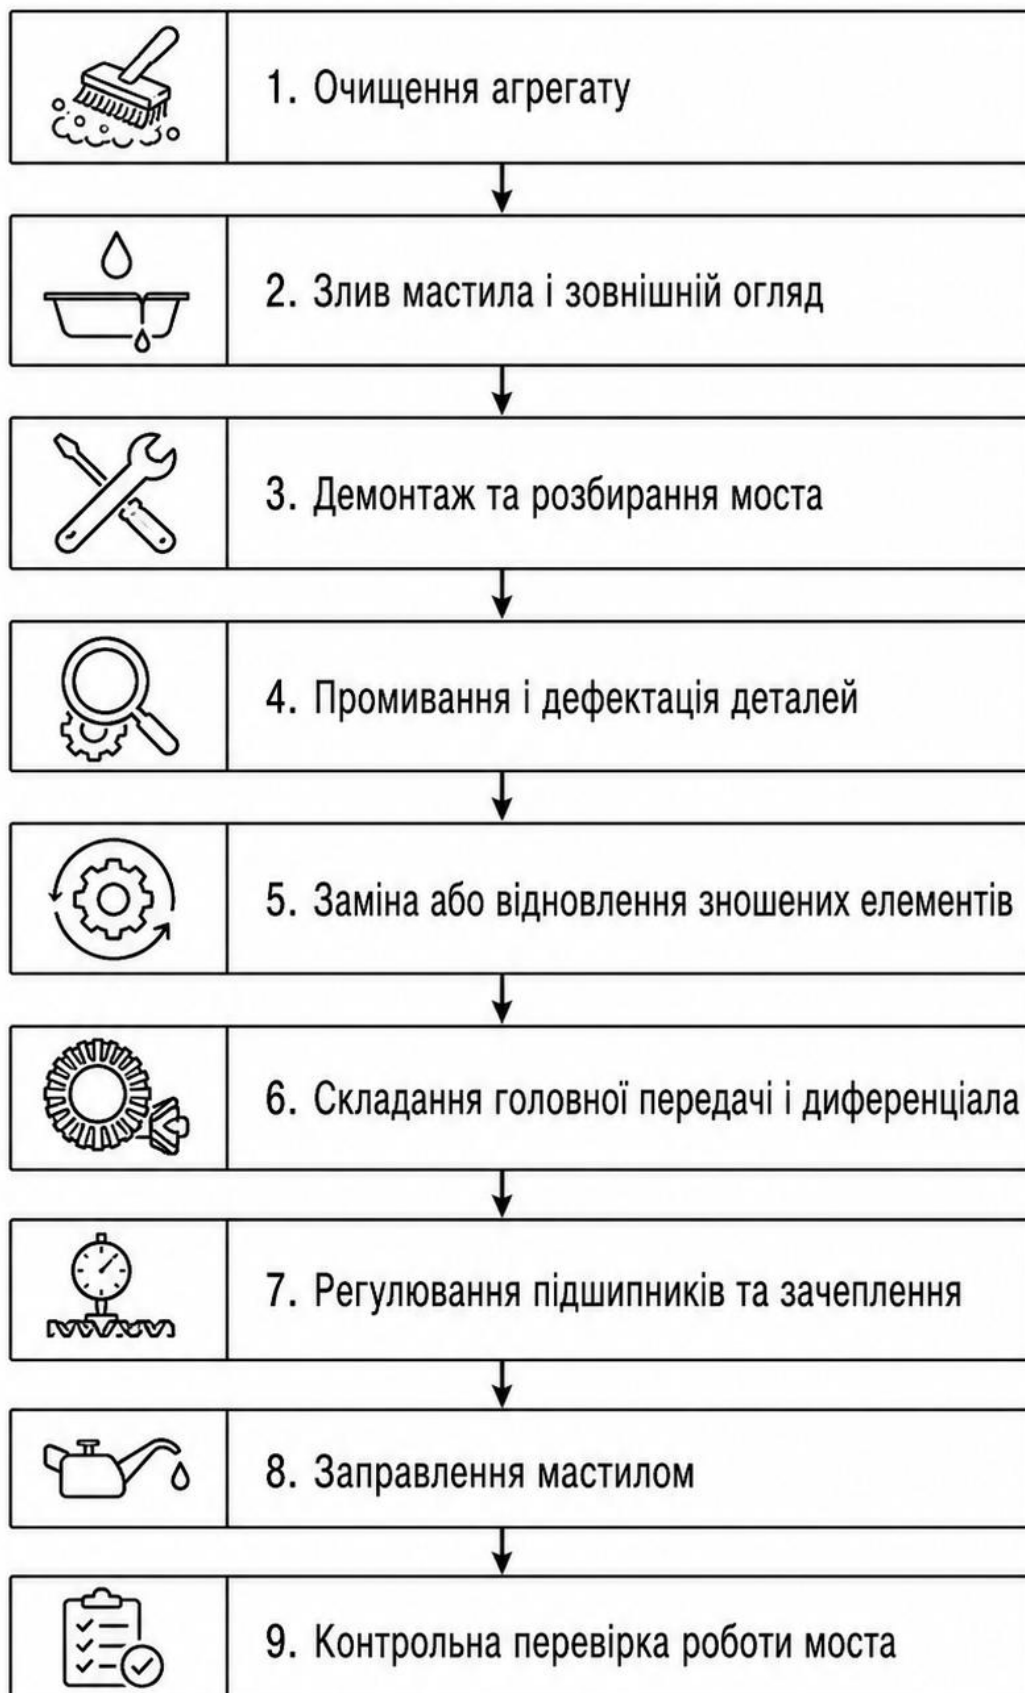 1. Очищення агрегату
2. Злив мастила і зовнішній огляд
3. Демонтаж та розбирання моста
4. Промивання і дефектація деталей
5. Заміна або відновлення зношених елементів
6. Складання головної передачі і диференціала
7. Регулювання підшипників та зачеплення
8. Заправлення мастилом
9. Контрольна перевірка роботи моста